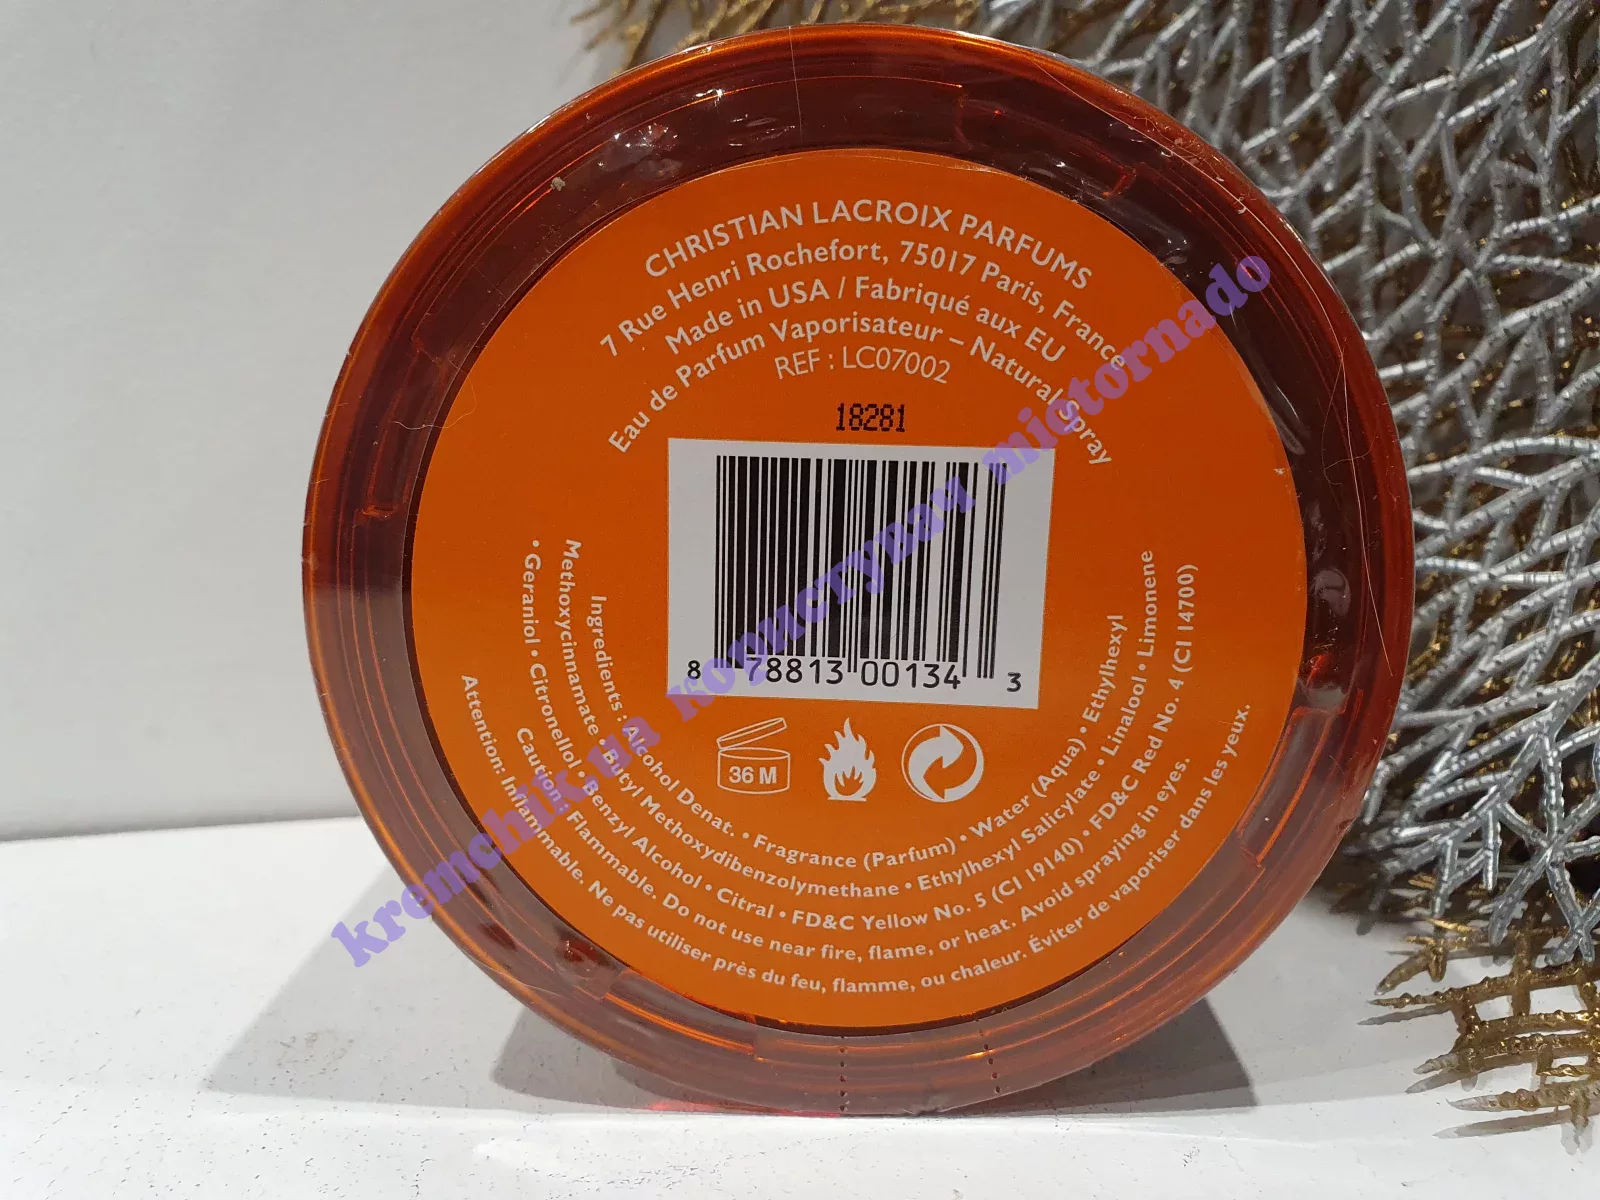 CHRISTIAN LACROIX PARFUMS
7 Rue Henri Rochefort, 75017 Paris, France
Made in USA / Fabriqué aux EU
Eau de Parfum Vaporisateur – Natural Spray
REF : LC07002
18281
8 78813 00134 3
36 M
Ingredients : Alcohol Denat. • Fragrance (Parfum) • Water (Aqua) • Ethylhexyl
Methoxycinnamate • Butyl Methoxydibenzolymethane • Ethylhexyl Salicylate • Linalool • Limonene
• Geraniol • Citronellol • Benzyl Alcohol • Citral • FD&C Yellow No. 5 (CI 19140) • FD&C Red No. 4 (CI 14700)
Caution: Flammable. Do not use near fire, flame, or heat. Avoid spraying in eyes.
Attention: Inflammable. Ne pas utiliser près du feu, flamme, ou chaleur. Éviter de vaporiser dans les yeux.
kremchik.ua користувач mictornado